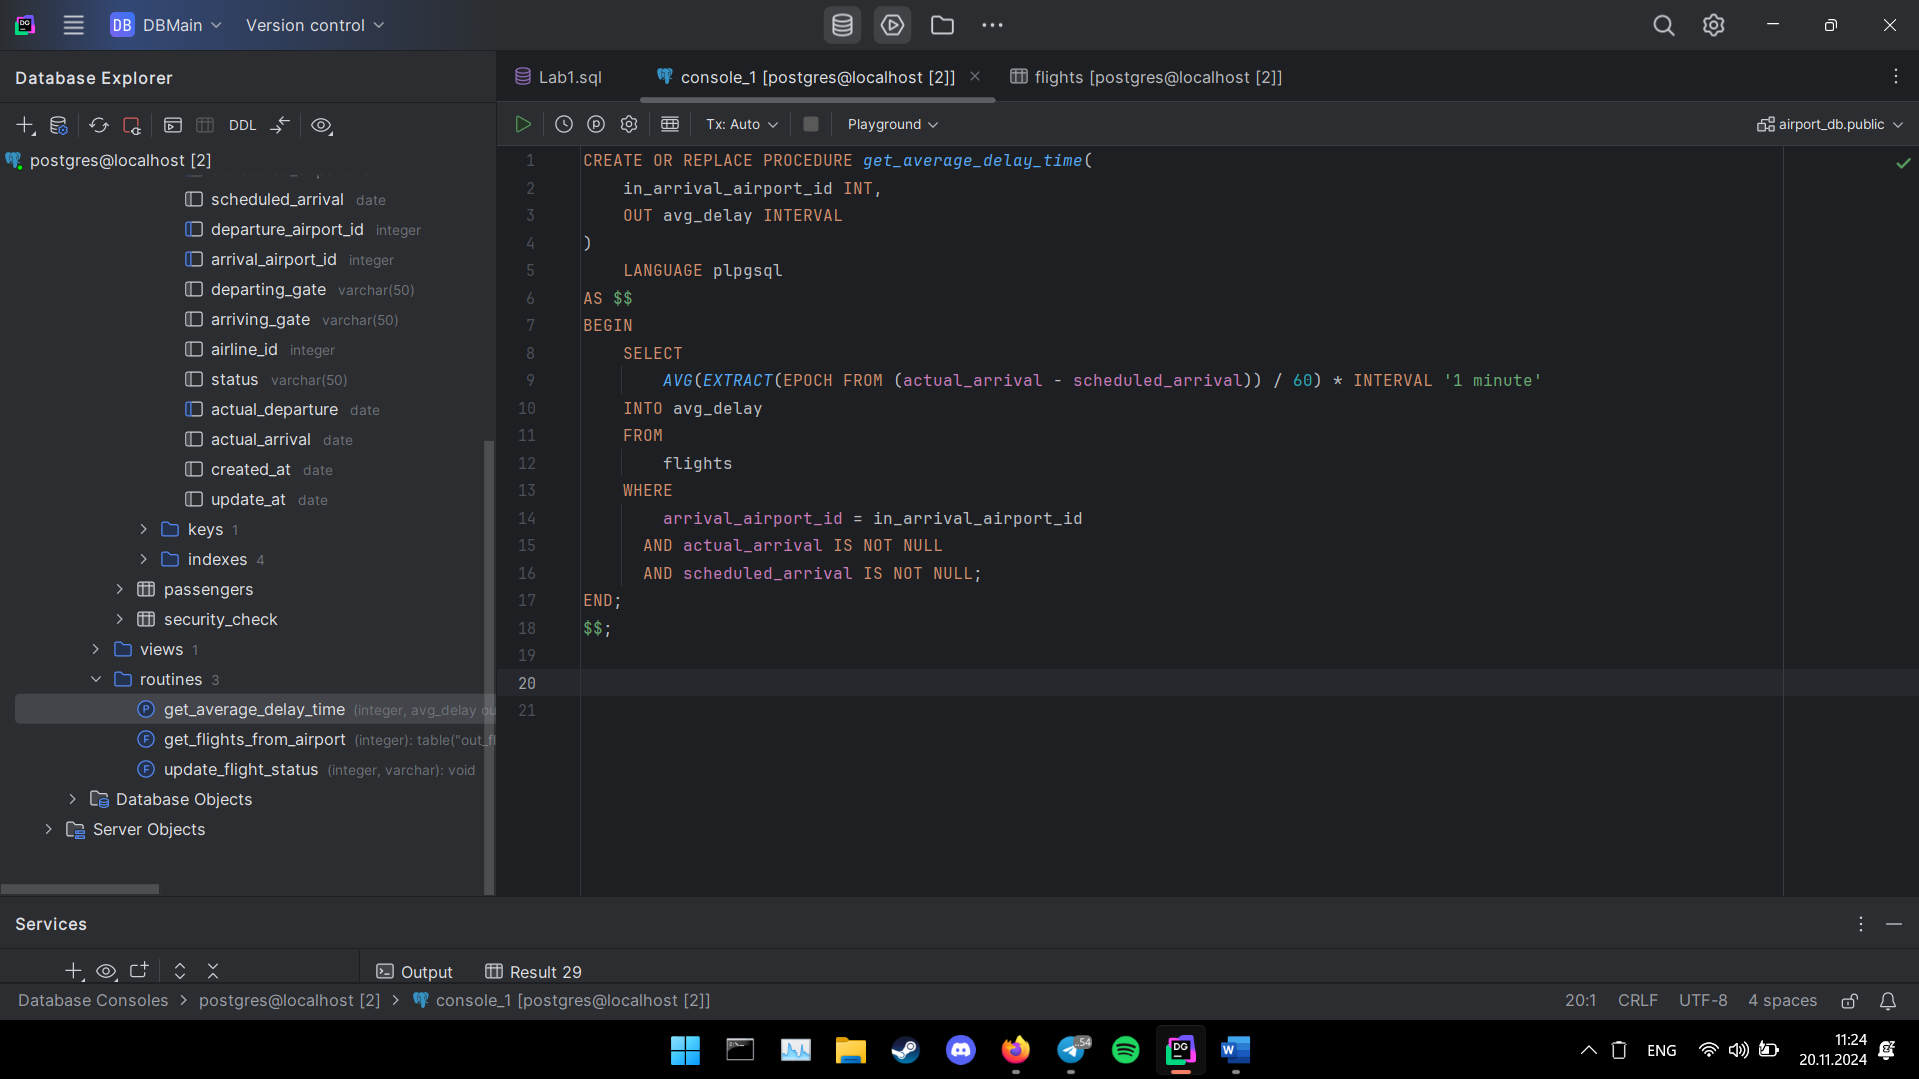 DB DBMain Version control
Database Explorer
DDL
postgres@localhost [2]
scheduled_arrival date
departure_airport_id integer
arrival_airport_id integer
departing_gate varchar(50)
arriving_gate varchar(50)
airline_id integer
status varchar(50)
actual_departure date
actual_arrival date
created_at date
update_at date
keys 1
indexes 4
passengers
security_check
views 1
routines 3
get_average_delay_time (integer, avg_delay ou
get_flights_from_airport (integer): table("out_fl
update_flight_status (integer, varchar): void
Database Objects
Server Objects
Lab1.sql console_1 [postgres@localhost [2]] flights [postgres@localhost [2]]
Tx: Auto Playground airport_db.public
1 CREATE OR REPLACE PROCEDURE get_average_delay_time(
2 in_arrival_airport_id INT,
3 OUT avg_delay INTERVAL
4 )
5 LANGUAGE plpgsql
6 AS $$
7 BEGIN
8 SELECT
9 AVG(EXTRACT(EPOCH FROM (actual_arrival - scheduled_arrival)) / 60) * INTERVAL '1 minute'
10 INTO avg_delay
11 FROM
12 flights
13 WHERE
14 arrival_airport_id = in_arrival_airport_id
15 AND actual_arrival IS NOT NULL
16 AND scheduled_arrival IS NOT NULL;
17 END;
18 $$;
19
20
21
Services
Output Result 29
Database Consoles > postgres@localhost [2] > console_1 [postgres@localhost [2]]
20:1 CRLF UTF-8 4 spaces
54
DG
ENG
11:24
20.11.2024